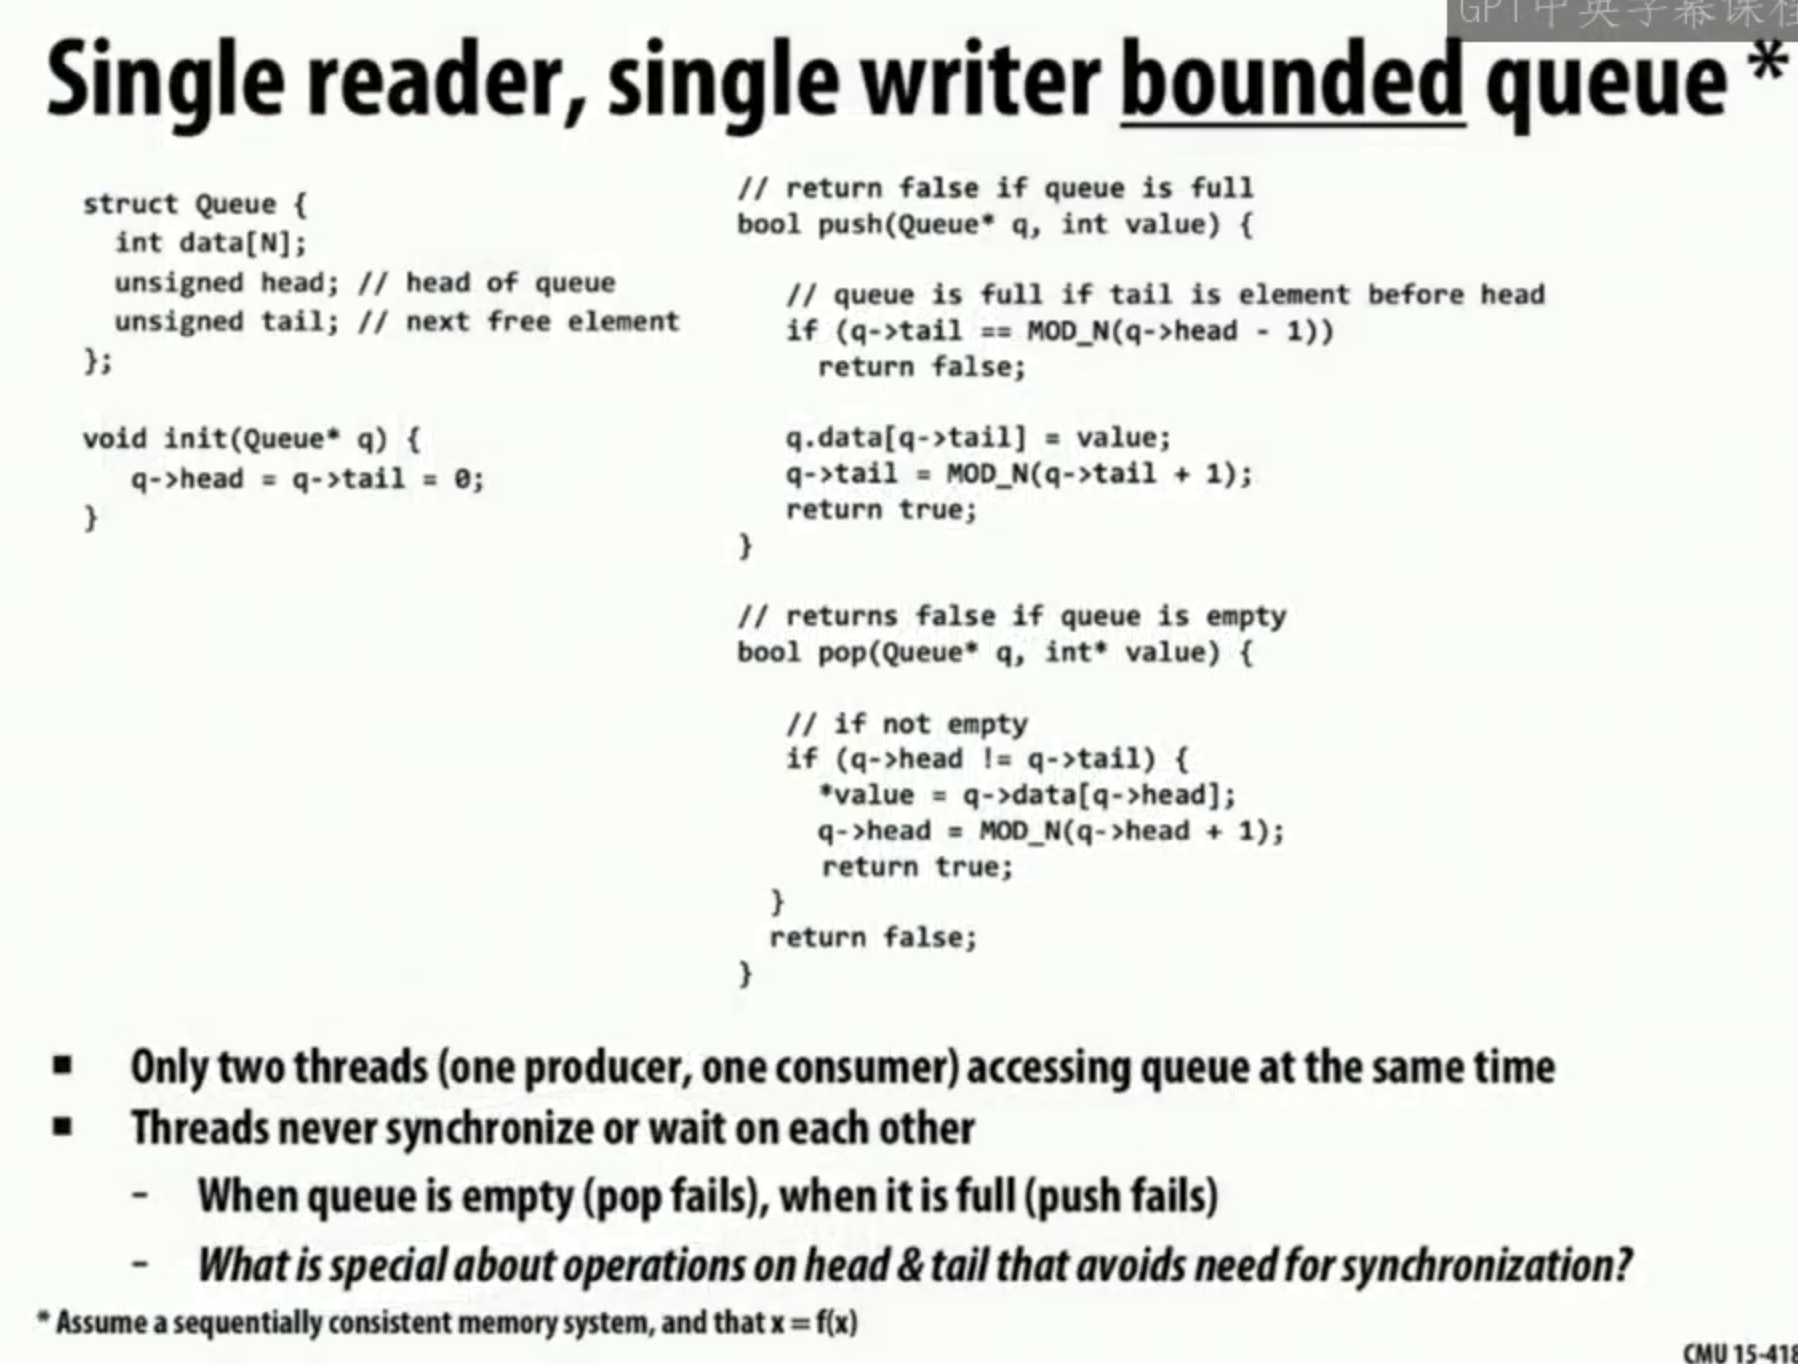 GPT中英字幕课程
Single reader, single writer bounded queue *
struct Queue {
int data[N];
unsigned head; // head of queue
unsigned tail; // next free element
};
void init(Queue* q) {
q->head = q->tail = 0;
}
// return false if queue is full
bool push(Queue* q, int value) {
// queue is full if tail is element before head
if (q->tail == MOD_N(q->head - 1))
return false;
q.data[q->tail] = value;
q->tail = MOD_N(q->tail + 1);
return true;
}
// returns false if queue is empty
bool pop(Queue* q, int* value) {
// if not empty
if (q->head != q->tail) {
*value = q->data[q->head];
q->head = MOD_N(q->head + 1);
return true;
}
return false;
}
■ Only two threads (one producer, one consumer) accessing queue at the same time
■ Threads never synchronize or wait on each other
- When queue is empty (pop fails), when it is full (push fails)
- What is special about operations on head & tail that avoids need for synchronization?
* Assume a sequentially consistent memory system, and that x = f(x)
CMU 15-418